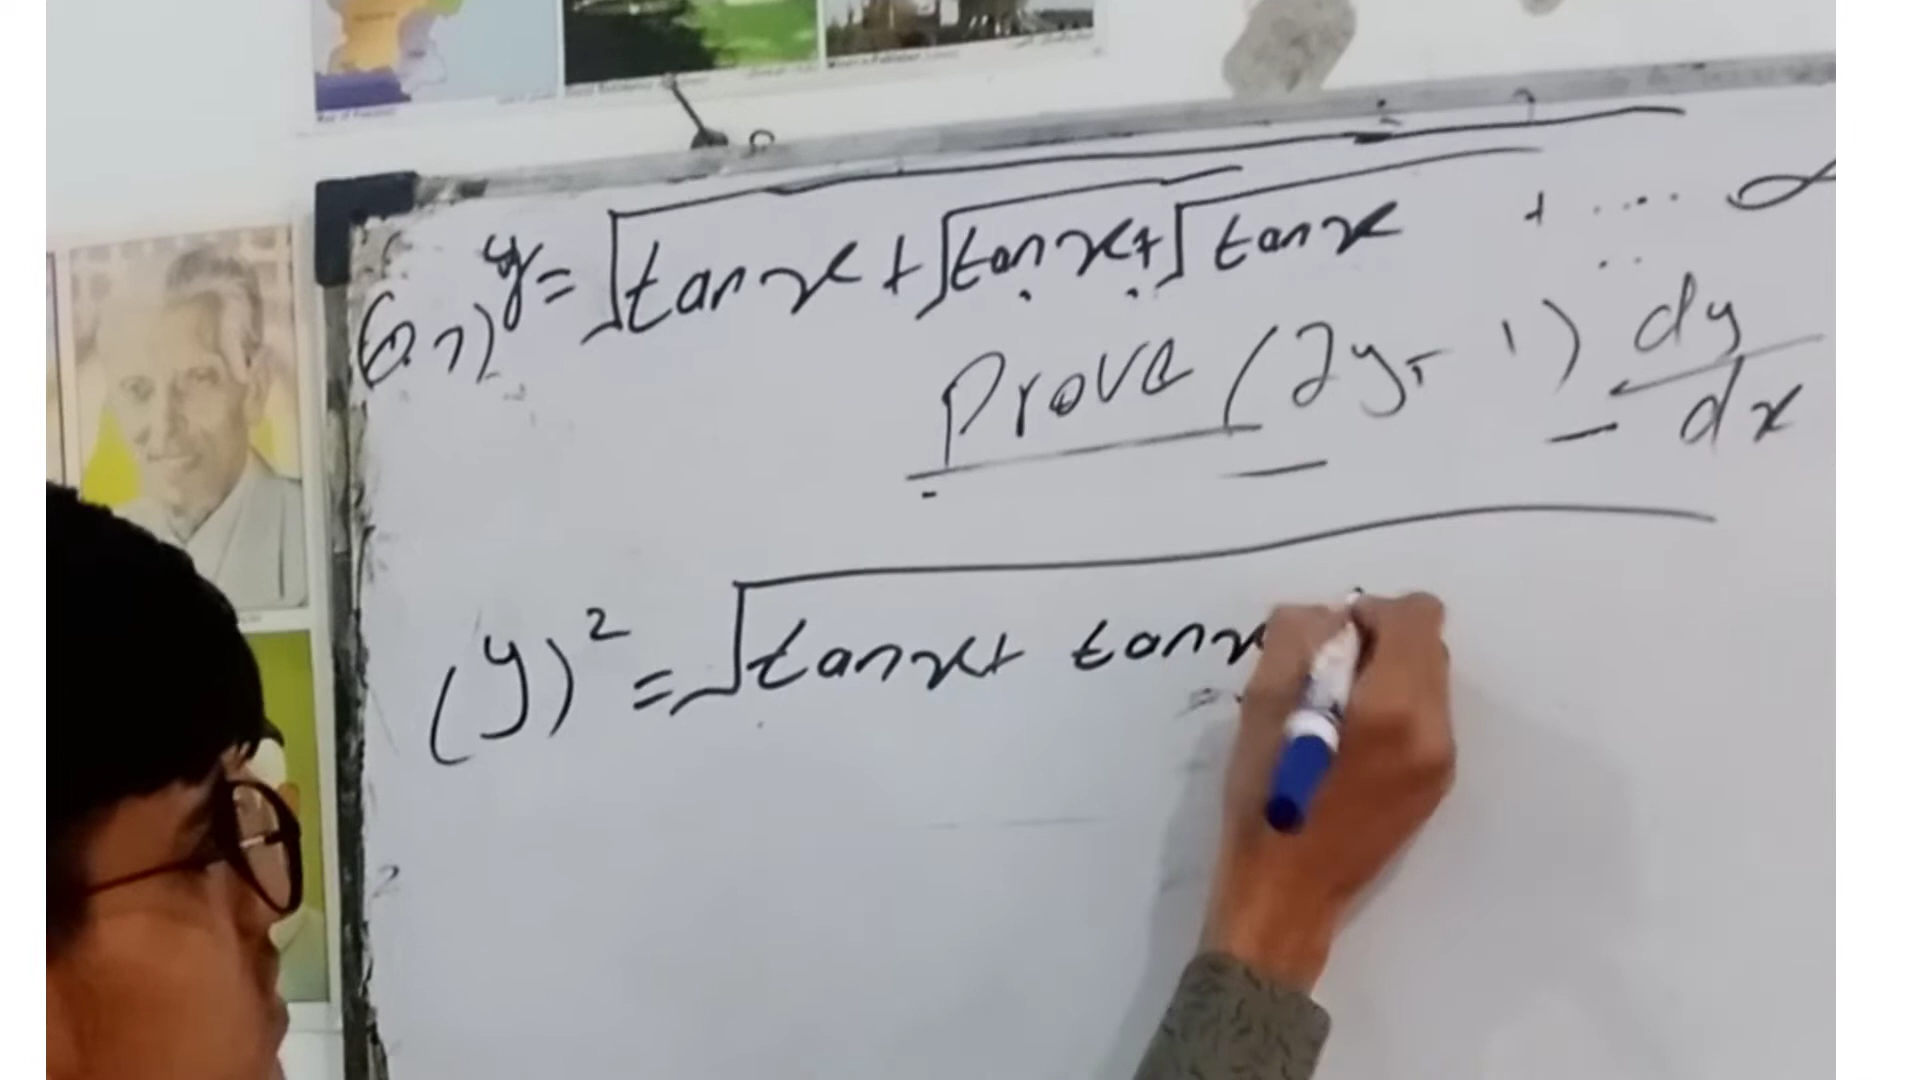 (Q.7) y = √tanx + √tanx + √tanx + .... ∞
Prove (2y - 1) dy/dx
(y)² = √tanx + tanx